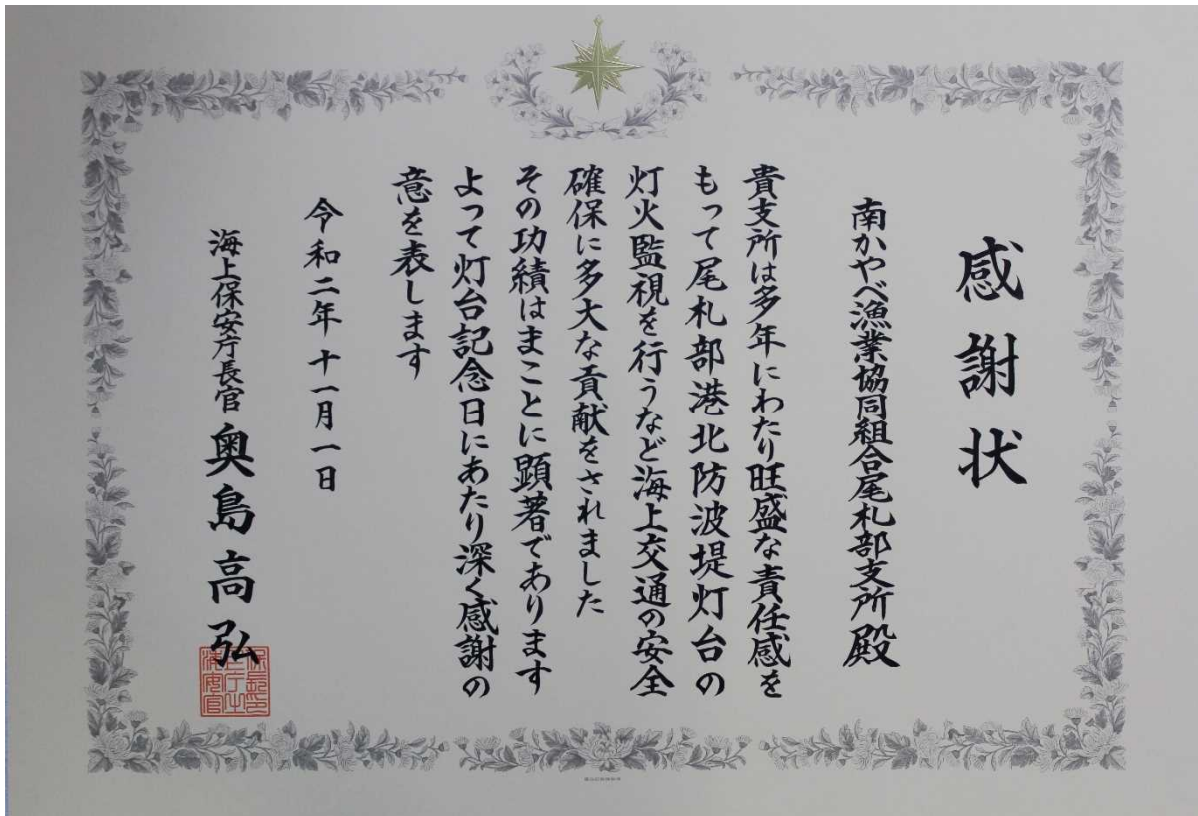 感謝状
南かやべ漁業協同組合尾札部支所殿
貴支所は多年にわたり旺盛な責任感を
もって尾札部港北防波堤灯台の
灯火監視を行うなど海上交通の安全
確保に多大な貢献をされました
その功績はまことに顕著であります
よって灯台記念日にあたり深く感謝の
意を表します
令和二年十一月一日
海上保安庁長官 奥島高弘